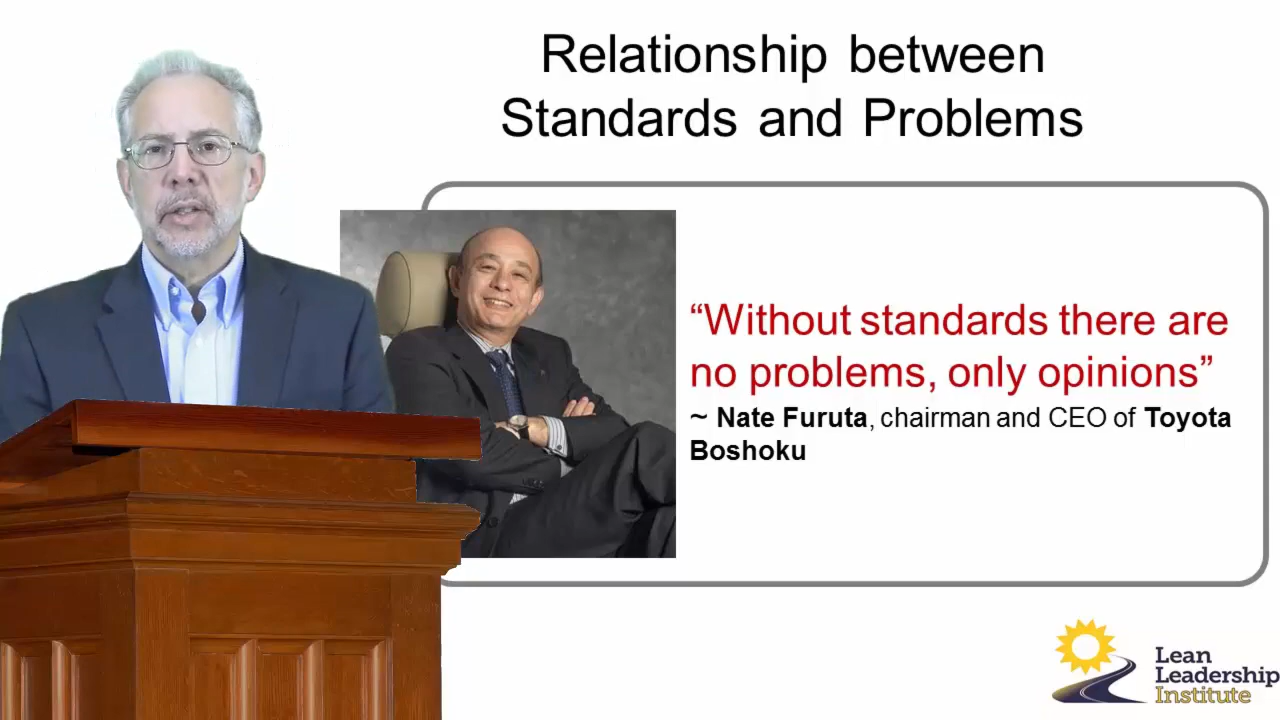 Relationship between
Standards and Problems
“Without standards there are
no problems, only opinions”
~ Nate Furuta, chairman and CEO of Toyota
Boshoku
Lean
Leadership
Institute